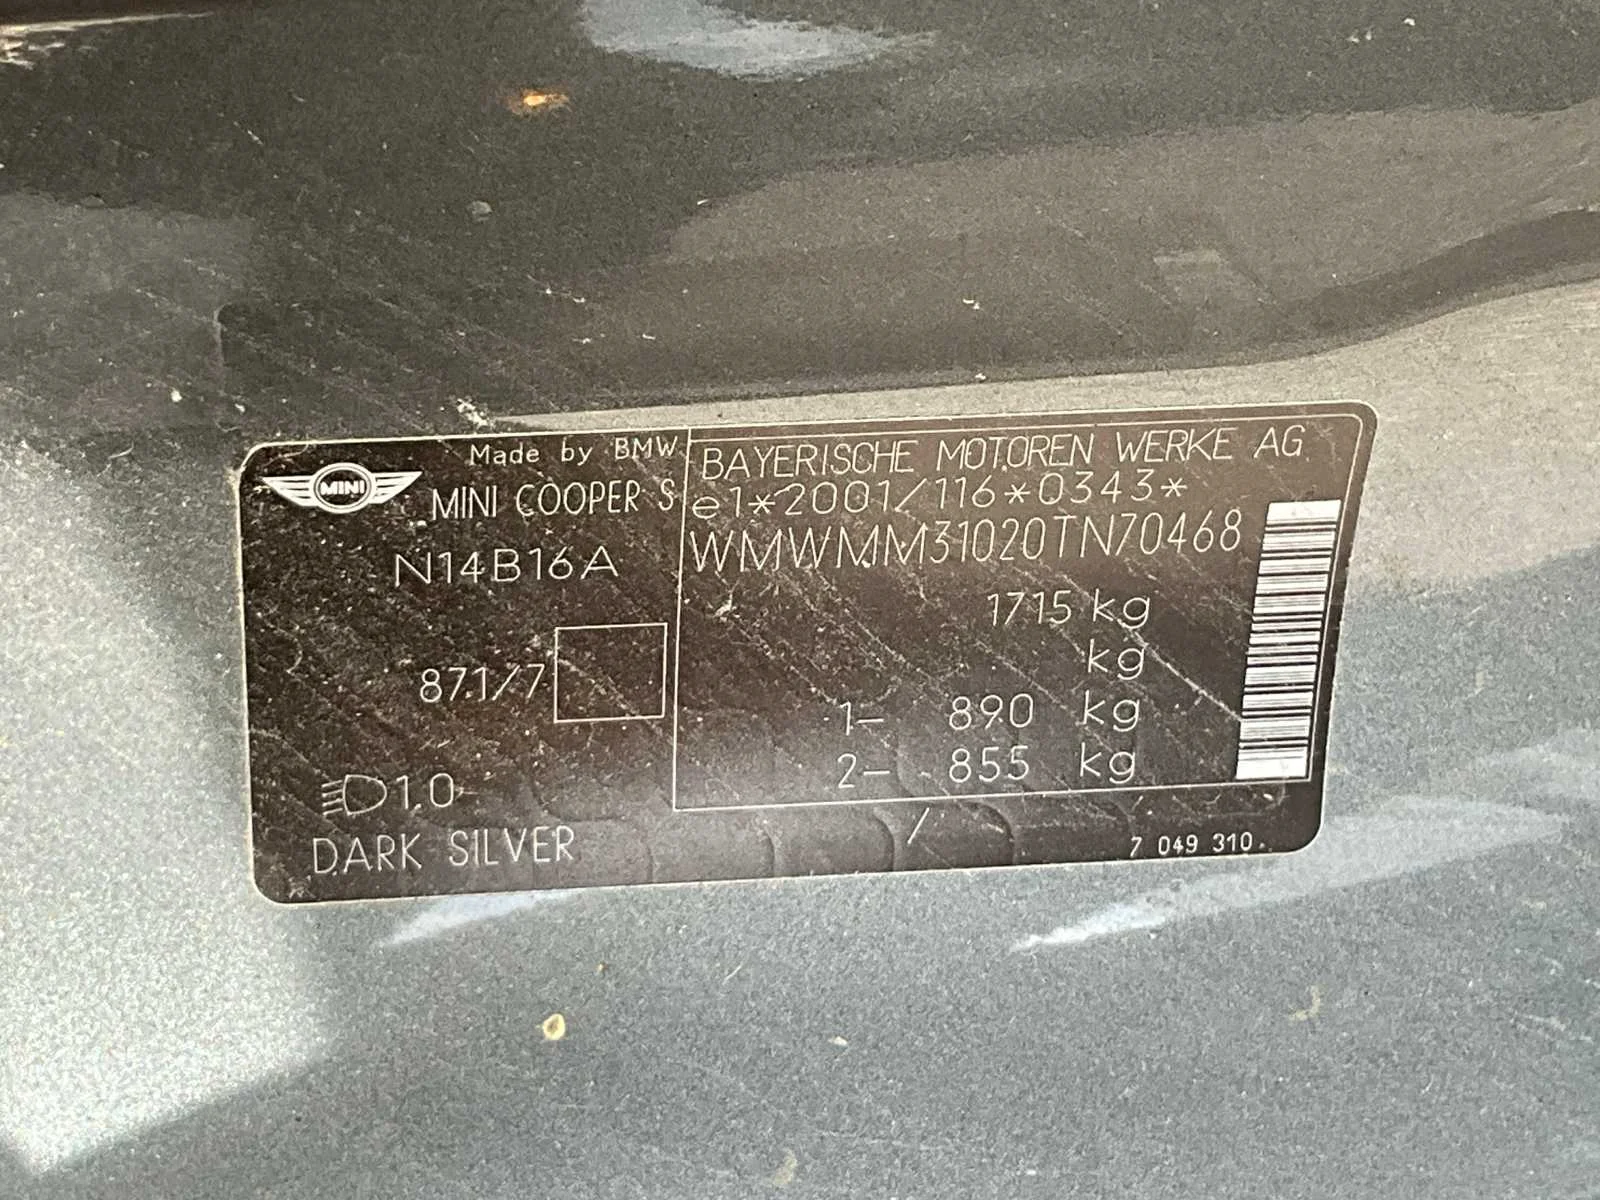 Made by BMW
MINI
MINI COOPER S
N14B16A
871/7
1.0
DARK SILVER
BAYERISCHE MOTOREN WERKE AG
e1*2001/116*0343*
WMWMM31020TN70468
1715 kg
kg
1- 890 kg
2- 855 kg
/
7 049 310